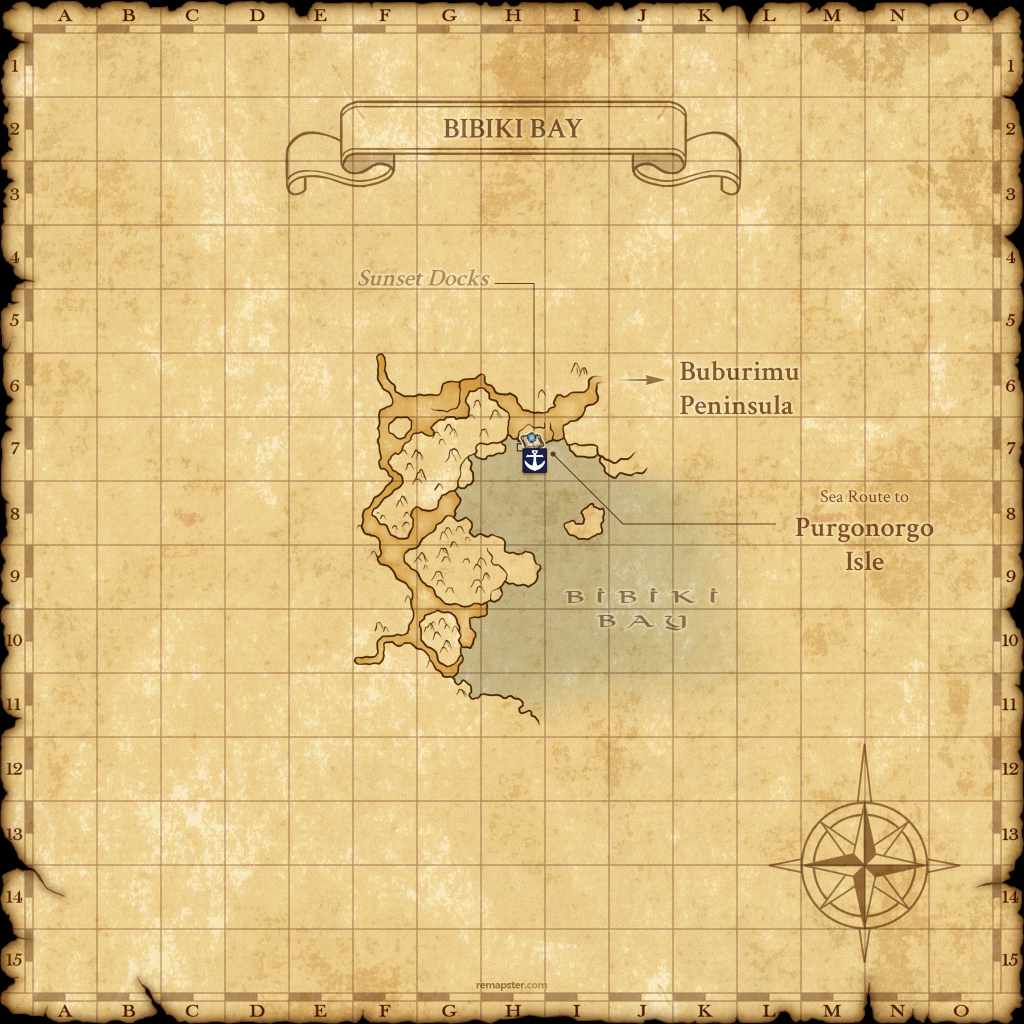 A B C D E F G H I J K L M N O
1 1
BIBIKI BAY
2 2
3 3
4 4
Sunset Docks
5 5
Buburimu
6 6
Peninsula
7 7
Sea Route to
8 8
Purgonorgo
Isle
9 9
BIBIKI
BAY
10 10
11 11
12 12
13 13
14 14
15 15
remapster.com
A B C D E F G H I J K L M N O